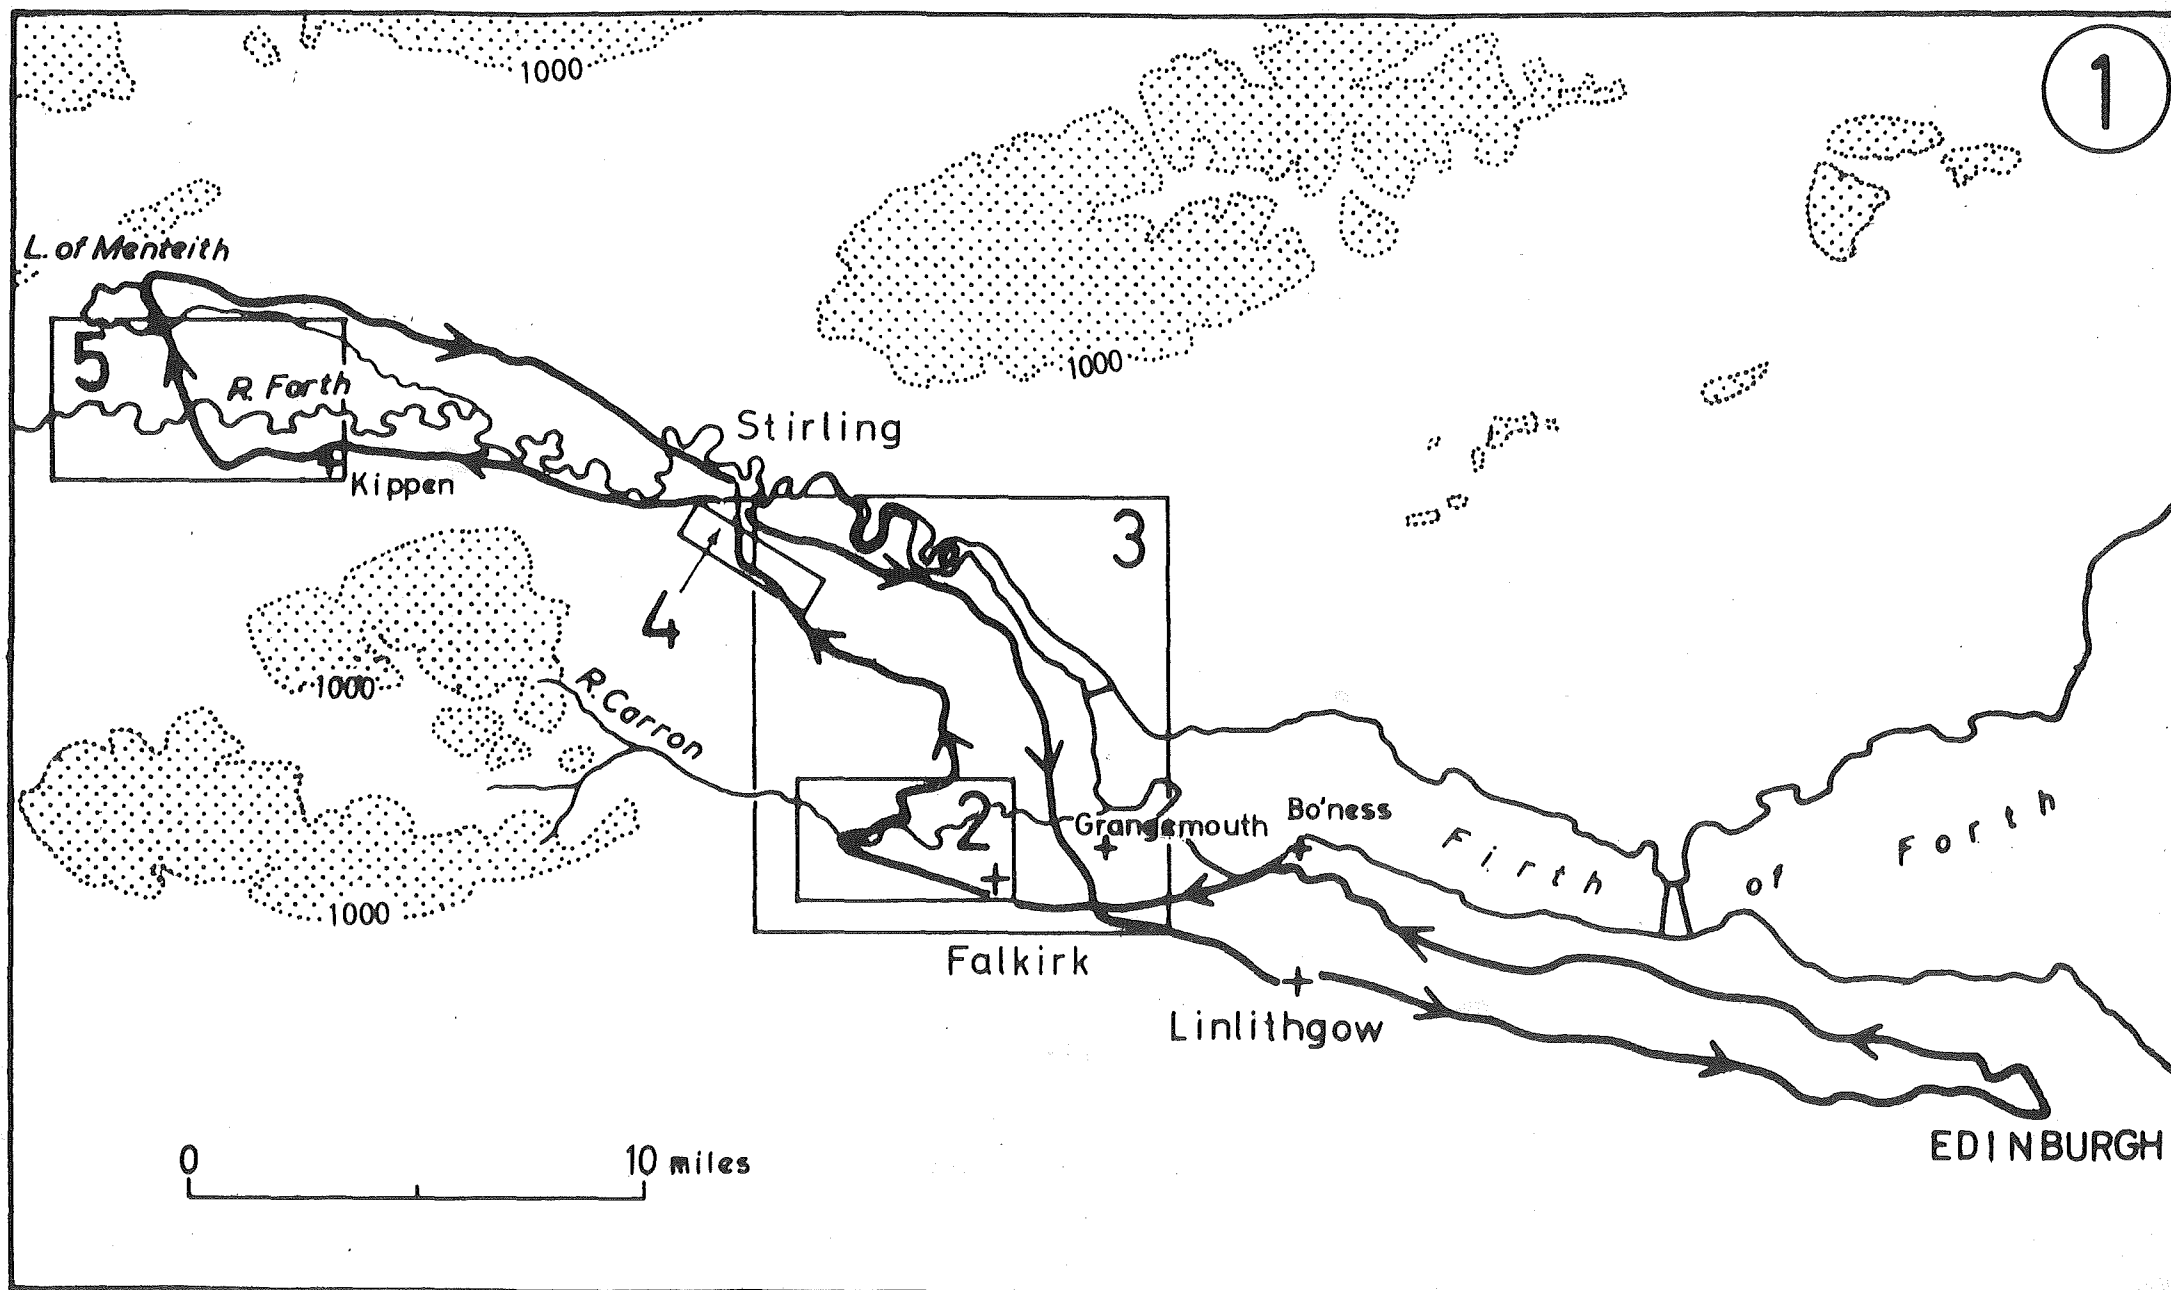 1000
1
L. of Menteith
1000
5
R. Forth
Stirling
Kippen
3
4
1000
R. Carron
2
Grangemouth
Bo'ness
Firth of Forth
1000
Falkirk
Linlithgow
EDINBURGH
0 10 miles